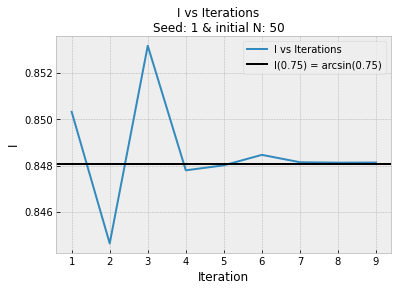 I vs Iterations
Seed: 1 & initial N: 50
I vs Iterations
I(0.75) = arcsin(0.75)
0.852
0.850
0.848
0.846
I
1 2 3 4 5 6 7 8 9
Iteration